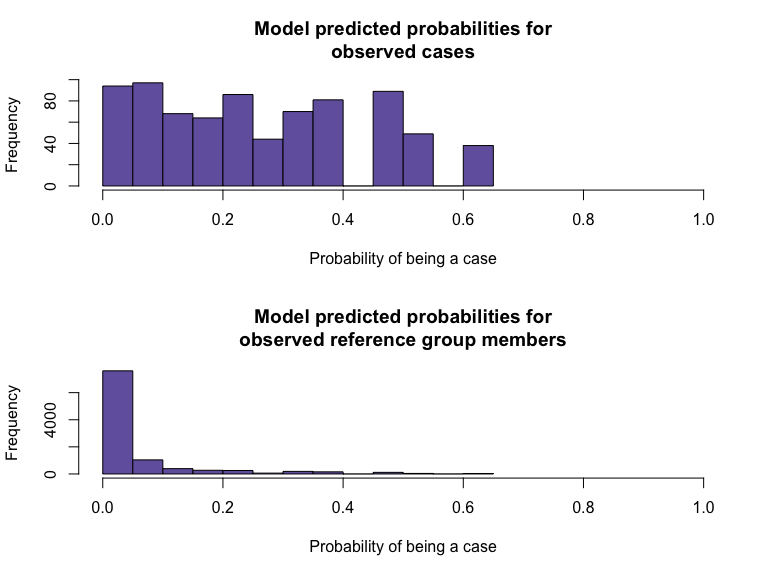 Model predicted probabilities for
observed cases
Frequency
80
40
0
0.0 0.2 0.4 0.6 0.8 1.0
Probability of being a case
Model predicted probabilities for
observed reference group members
Frequency
4000
0
0.0 0.2 0.4 0.6 0.8 1.0
Probability of being a case